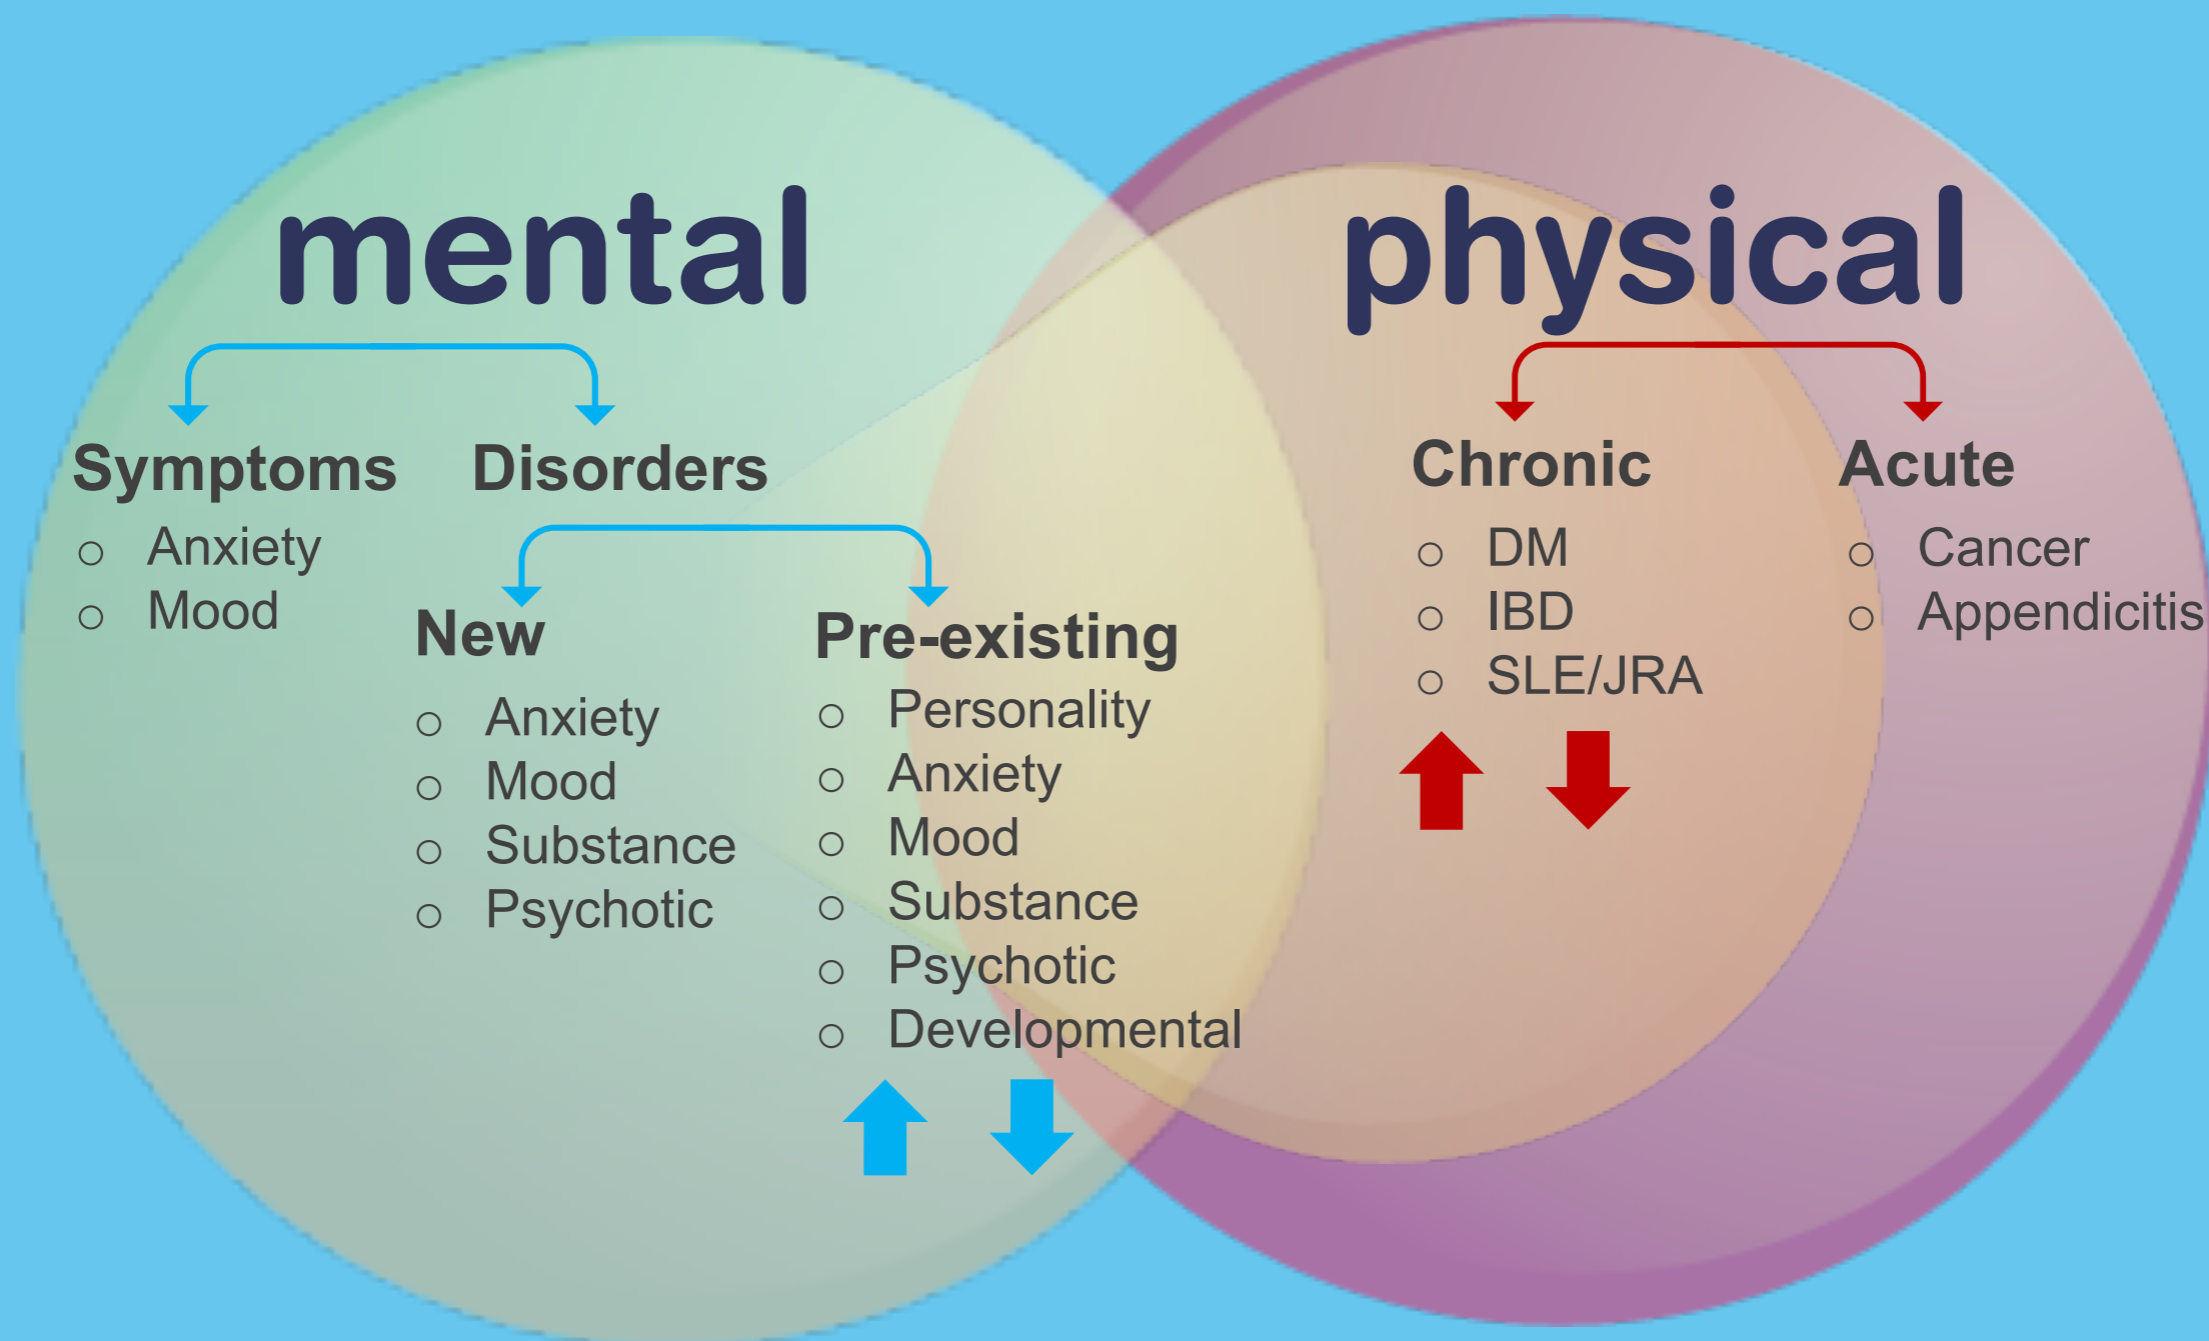 mental
Symptoms
○ Anxiety
○ Mood
Disorders
New
○ Anxiety
○ Mood
○ Substance
○ Psychotic
Pre-existing
○ Personality
○ Anxiety
○ Mood
○ Substance
○ Psychotic
○ Developmental
physical
Chronic
○ DM
○ IBD
○ SLE/JRA
Acute
○ Cancer
○ Appendicitis